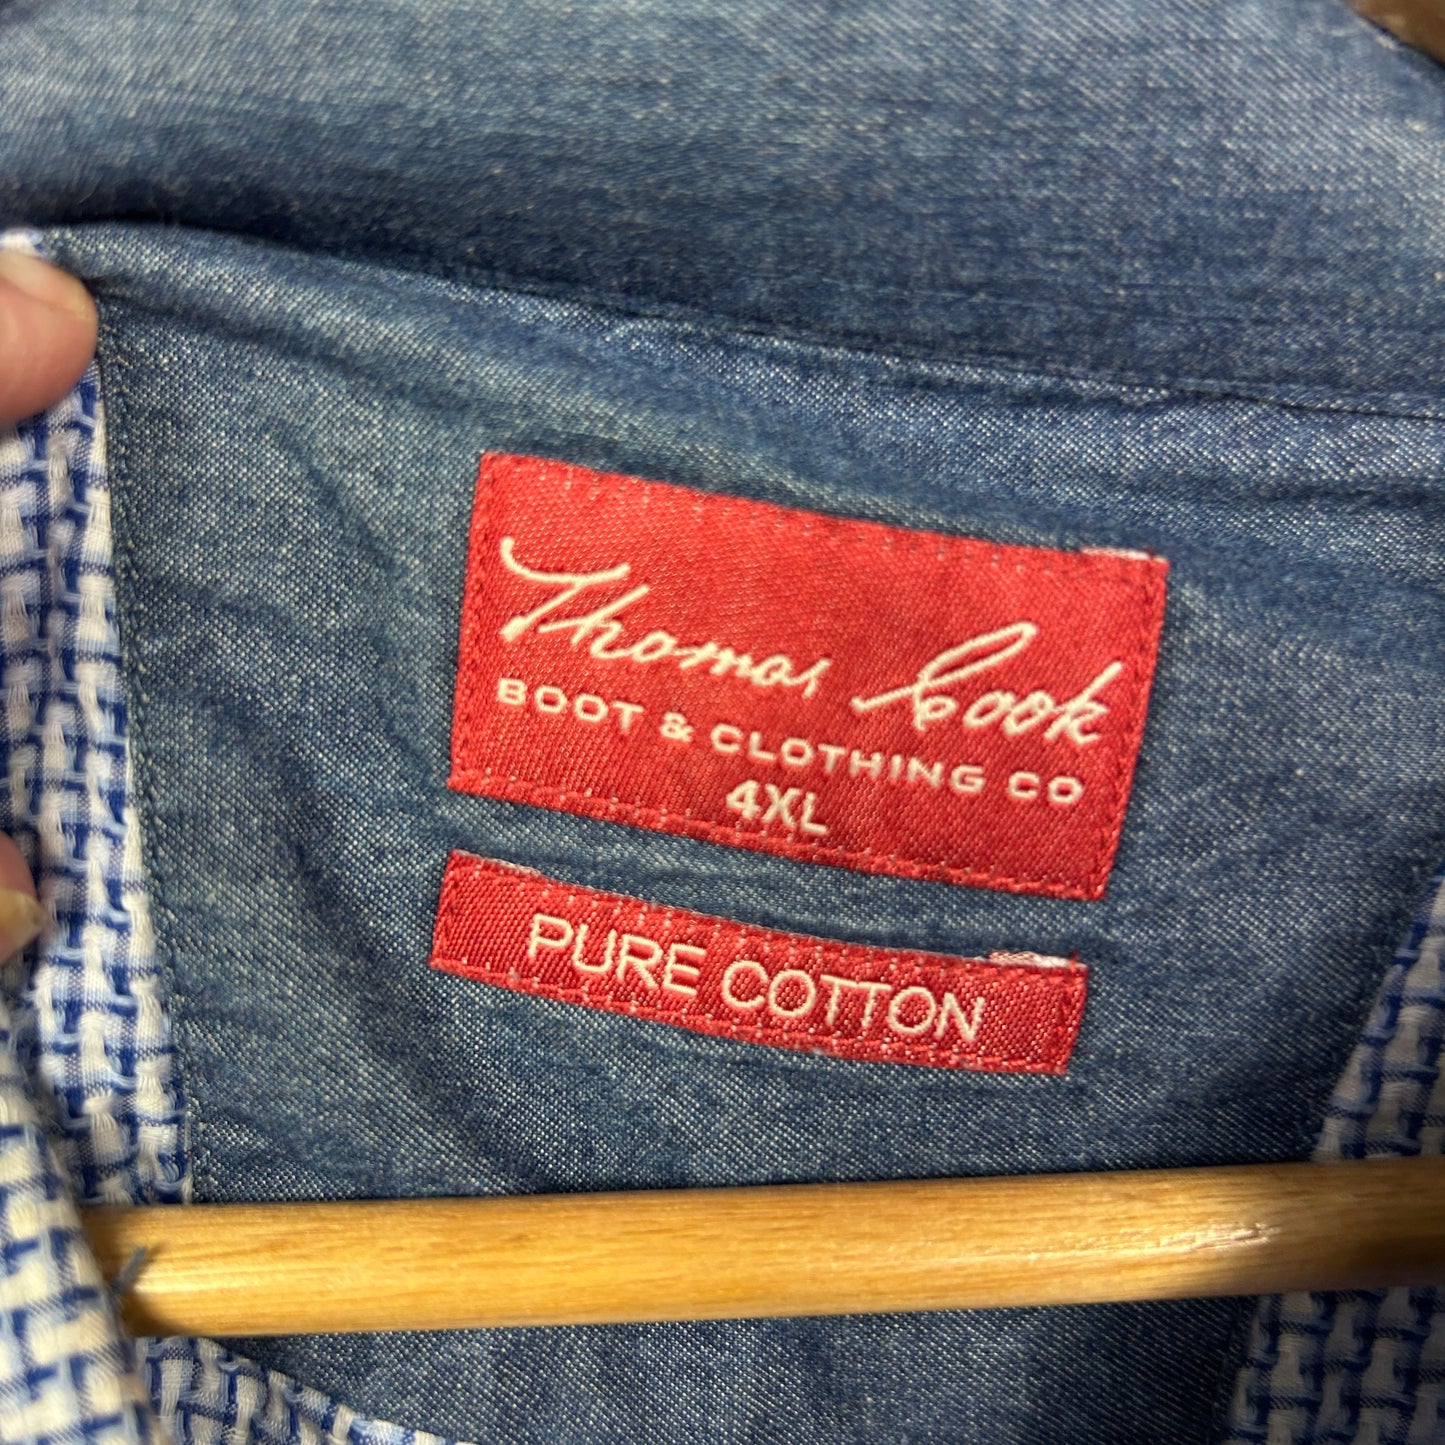 Thomas Cook
BOOT & CLOTHING CO
4XL
PURE COTTON